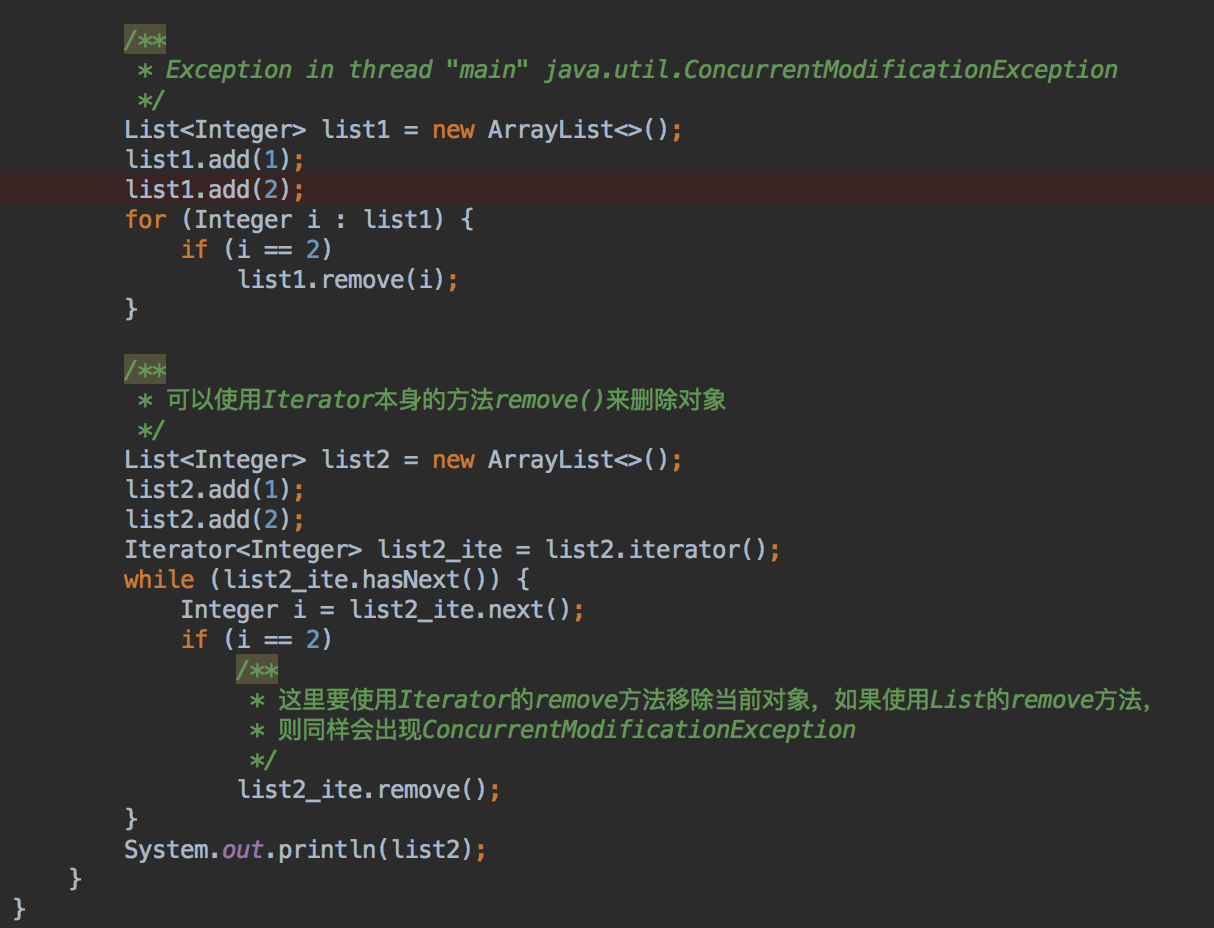 /**
 * Exception in thread "main" java.util.ConcurrentModificationException
 */
List<Integer> list1 = new ArrayList<>();
list1.add(1);
list1.add(2);
for (Integer i : list1) {
    if (i == 2)
        list1.remove(i);
}
/**
 * 可以使用Iterator本身的方法remove()来删除对象
 */
List<Integer> list2 = new ArrayList<>();
list2.add(1);
list2.add(2);
Iterator<Integer> list2_ite = list2.iterator();
while (list2_ite.hasNext()) {
    Integer i = list2_ite.next();
    if (i == 2)
        /**
         * 这里要使用Iterator的remove方法移除当前对象，如果使用List的remove方法，
         * 则同样会出现ConcurrentModificationException
         */
        list2_ite.remove();
}
System.out.println(list2);
}
}